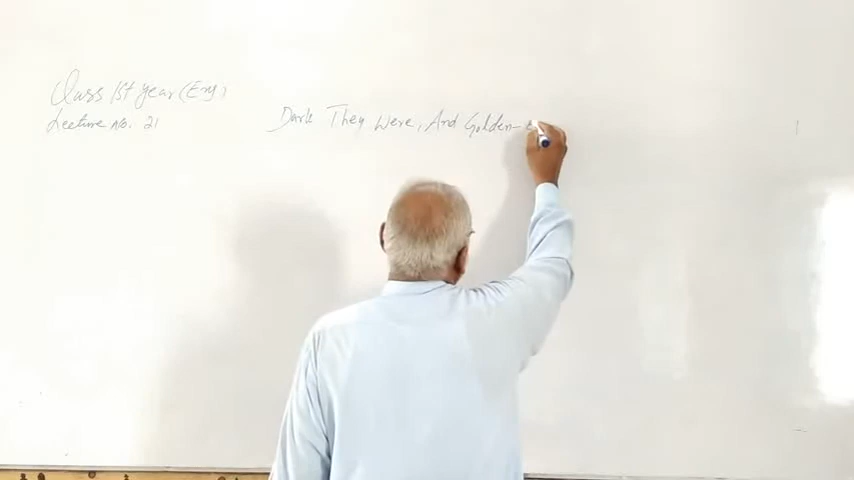 Class 1st year (Eng)
Lecture No. 21
Dark They Were, And Golden-e